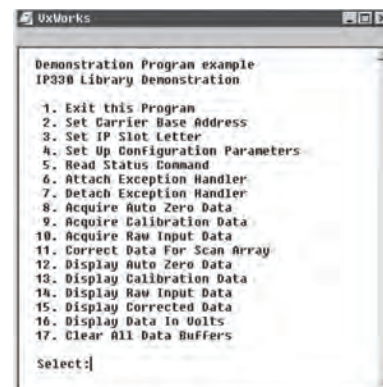 VxWorks
Demonstration Program example
IP330 Library Demonstration
1. Exit this Program
2. Set Carrier Base Address
3. Set IP Slot Letter
4. Set Up Configuration Parameters
5. Read Status Command
6. Attach Exception Handler
7. Detach Exception Handler
8. Acquire Auto Zero Data
9. Acquire Calibration Data
10. Acquire Raw Input Data
11. Correct Data For Scan Array
12. Display Auto Zero Data
13. Display Calibration Data
14. Display Raw Input Data
15. Display Corrected Data
16. Display Data In Volts
17. Clear All Data Buffers
Select: